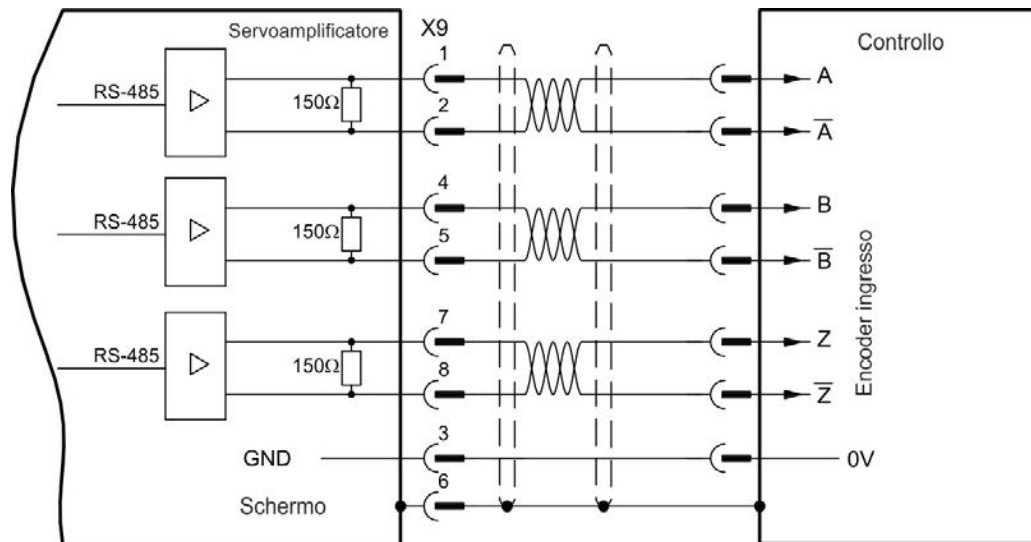 Servoamplificatore
X9
Controllo
1
A
RS-485
150Ω
2
A̅
4
B
RS-485
150Ω
5
B̅
Encoder ingresso
7
Z
RS-485
150Ω
8
Z̅
3
GND
0V
6
Schermo